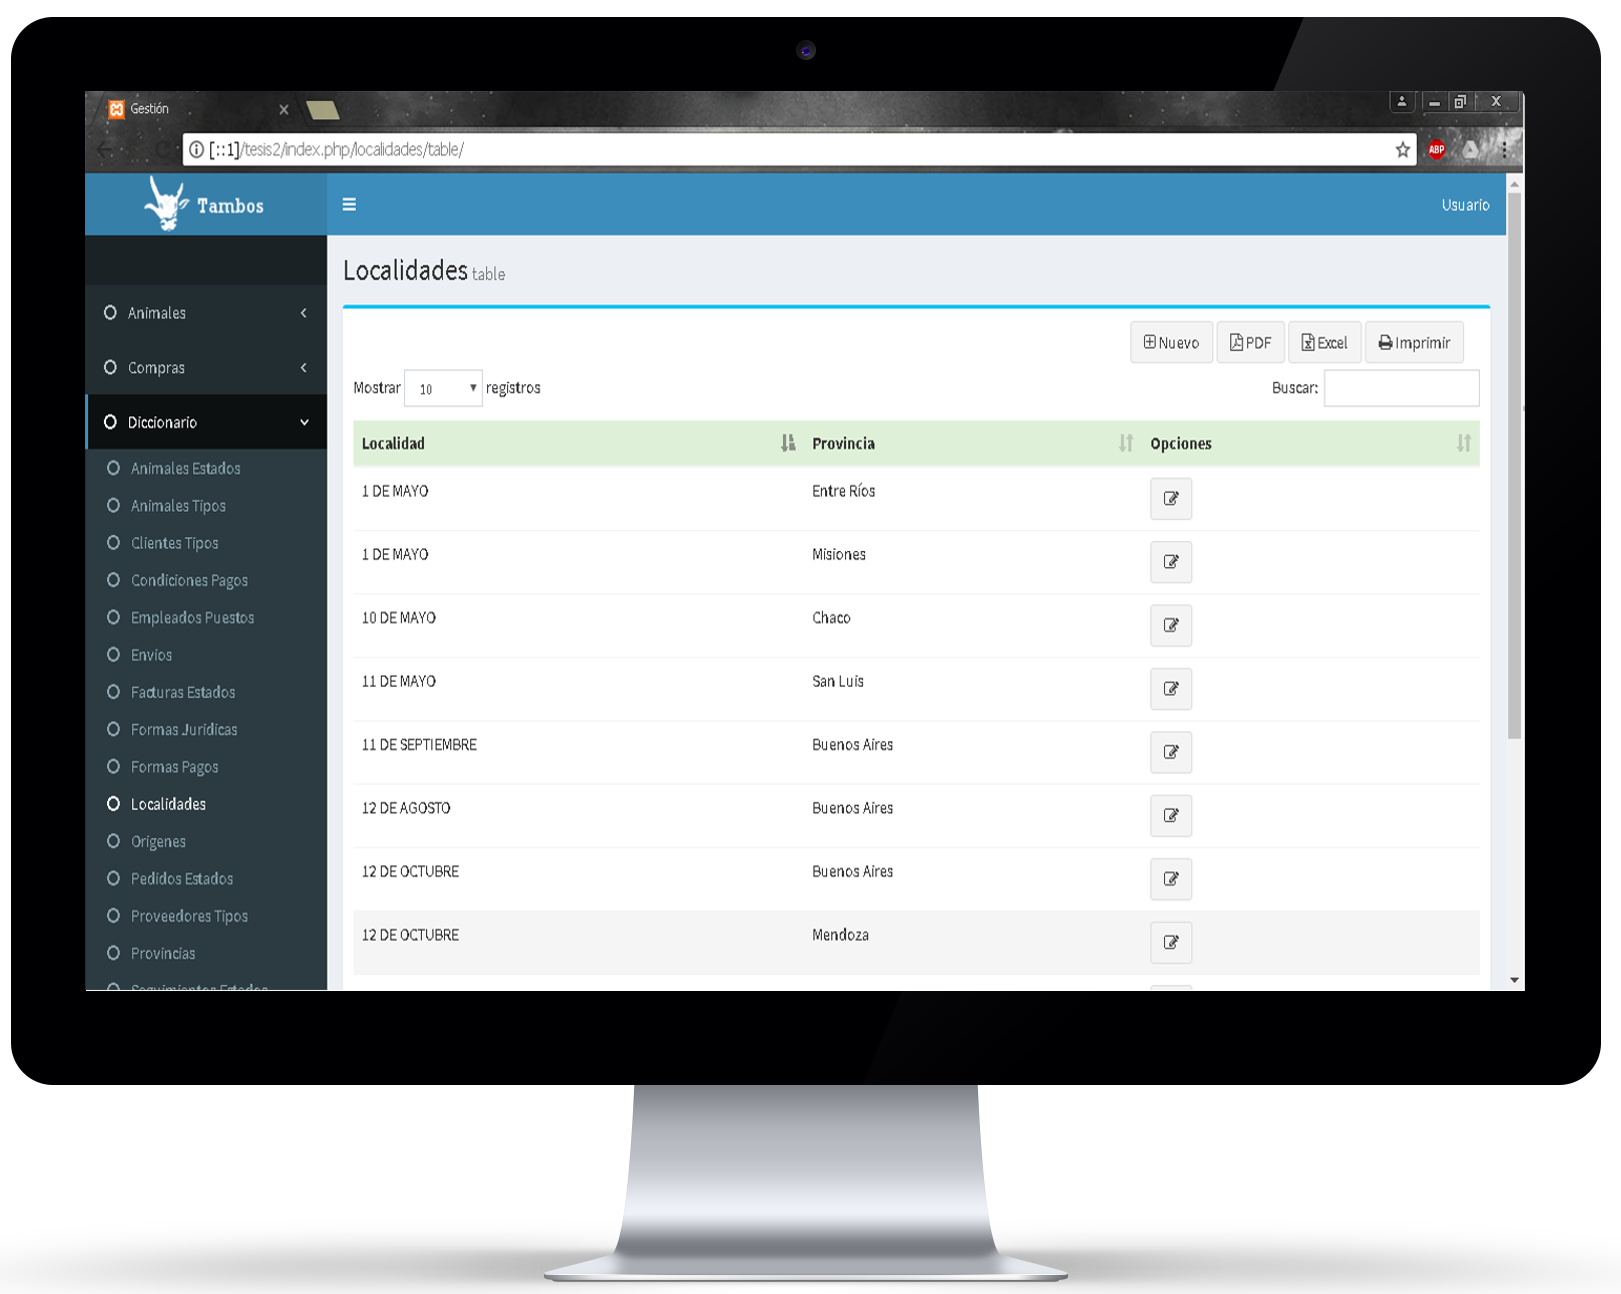 Gestión
[::1]/tesis2/index.php/localidades/table/
ABP
Tambos
Usuario
Localidades table
Animales
Compras
Diccionario
Animales Estados
Animales Tipos
Clientes Tipos
Condiciones Pagos
Empleados Puestos
Envios
Facturas Estados
Formas Juridicas
Formas Pagos
Localidades
Origenes
Pedidos Estados
Proveedores Tipos
Provincias
Seguimientos Estados
Nuevo PDF Excel Imprimir
Mostrar 10 registros Buscar:
Localidad Provincia Opciones
1 DE MAYO Entre Ríos
1 DE MAYO Misiones
10 DE MAYO Chaco
11 DE MAYO San Luis
11 DE SEPTIEMBRE Buenos Aires
12 DE AGOSTO Buenos Aires
12 DE OCTUBRE Buenos Aires
12 DE OCTUBRE Mendoza